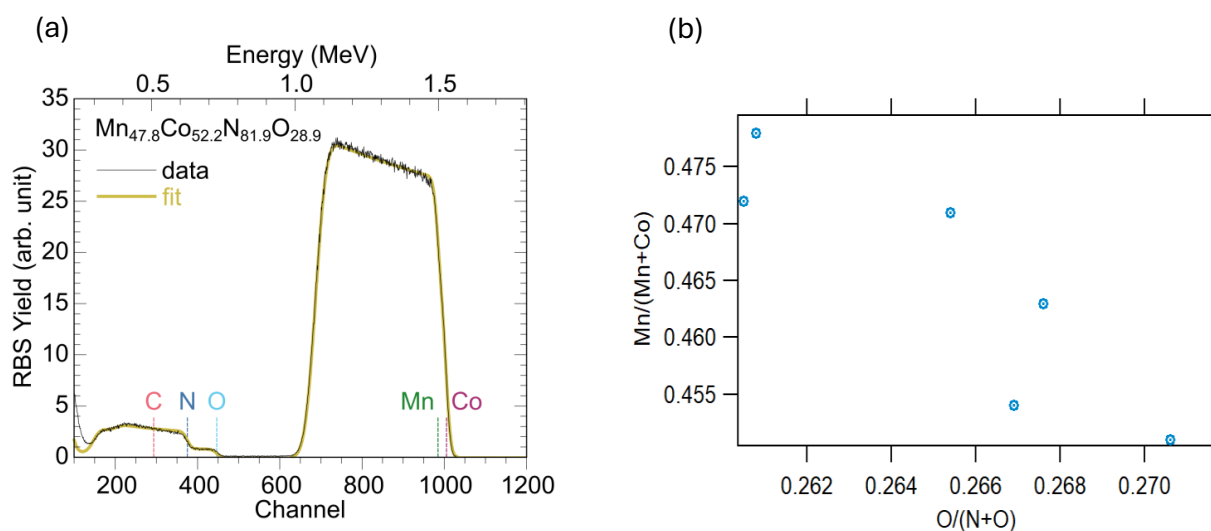 (a)
Energy (MeV)
0.5 1.0 1.5
35
30
25
20
15
10
5
0
RBS Yield (arb. unit)
Mn47.8Co52.2N81.9O28.9
data
fit
C N O Mn Co
200 400 600 800 1000 1200
Channel
(b)
0.475
0.470
0.465
0.460
0.455
Mn/(Mn+Co)
0.262 0.264 0.266 0.268 0.270
O/(N+O)